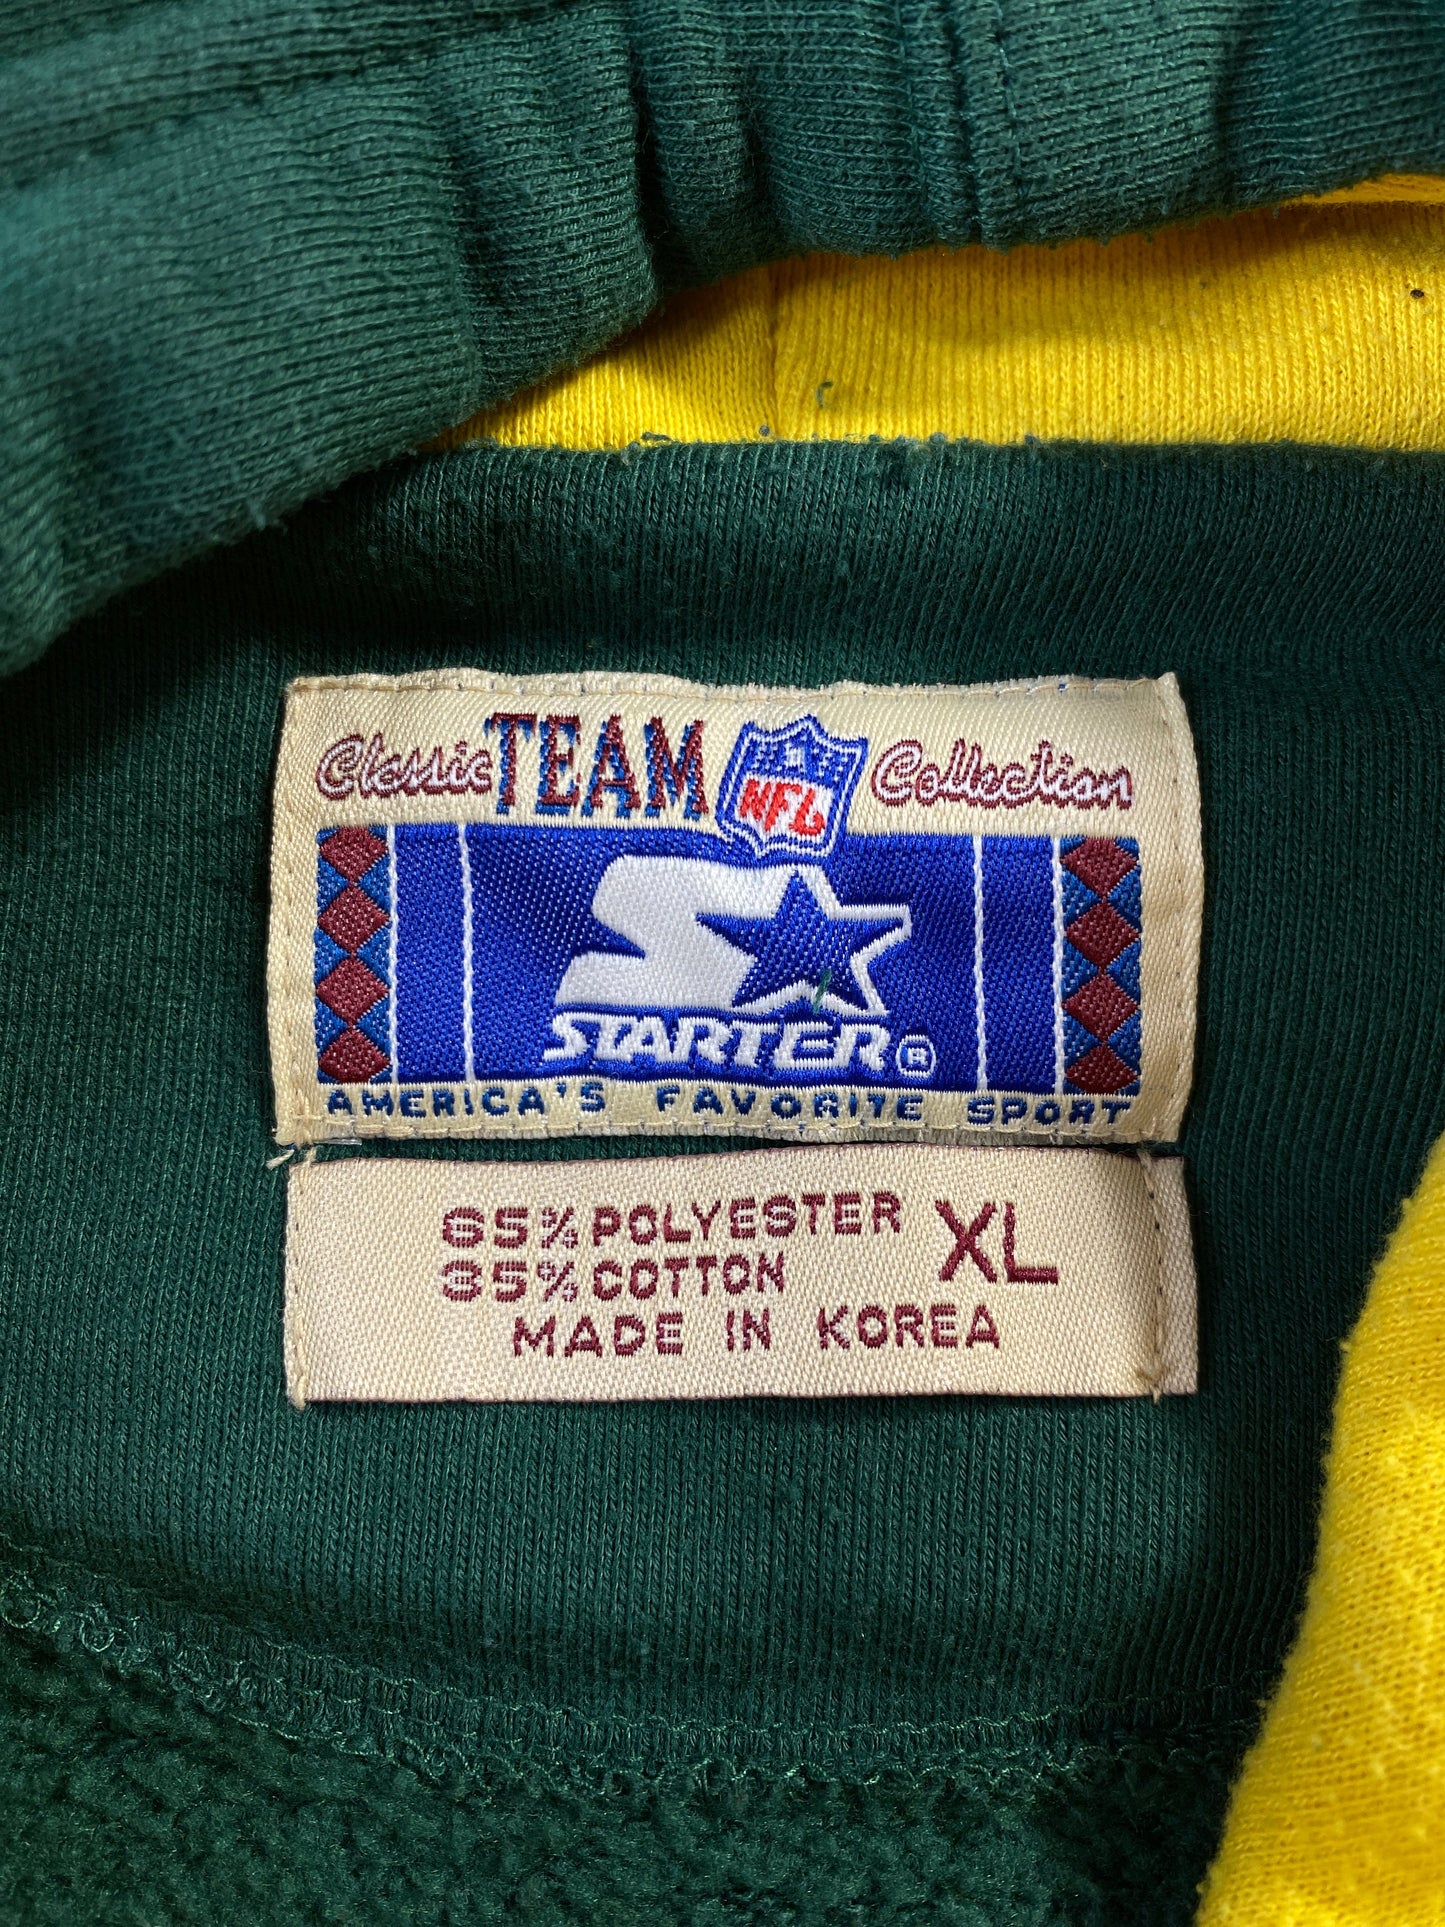 Classic TEAM NFL Collection
STARTER®
AMERICA'S FAVORITE SPORT
65% POLYESTER XL
35% COTTON
MADE IN KOREA